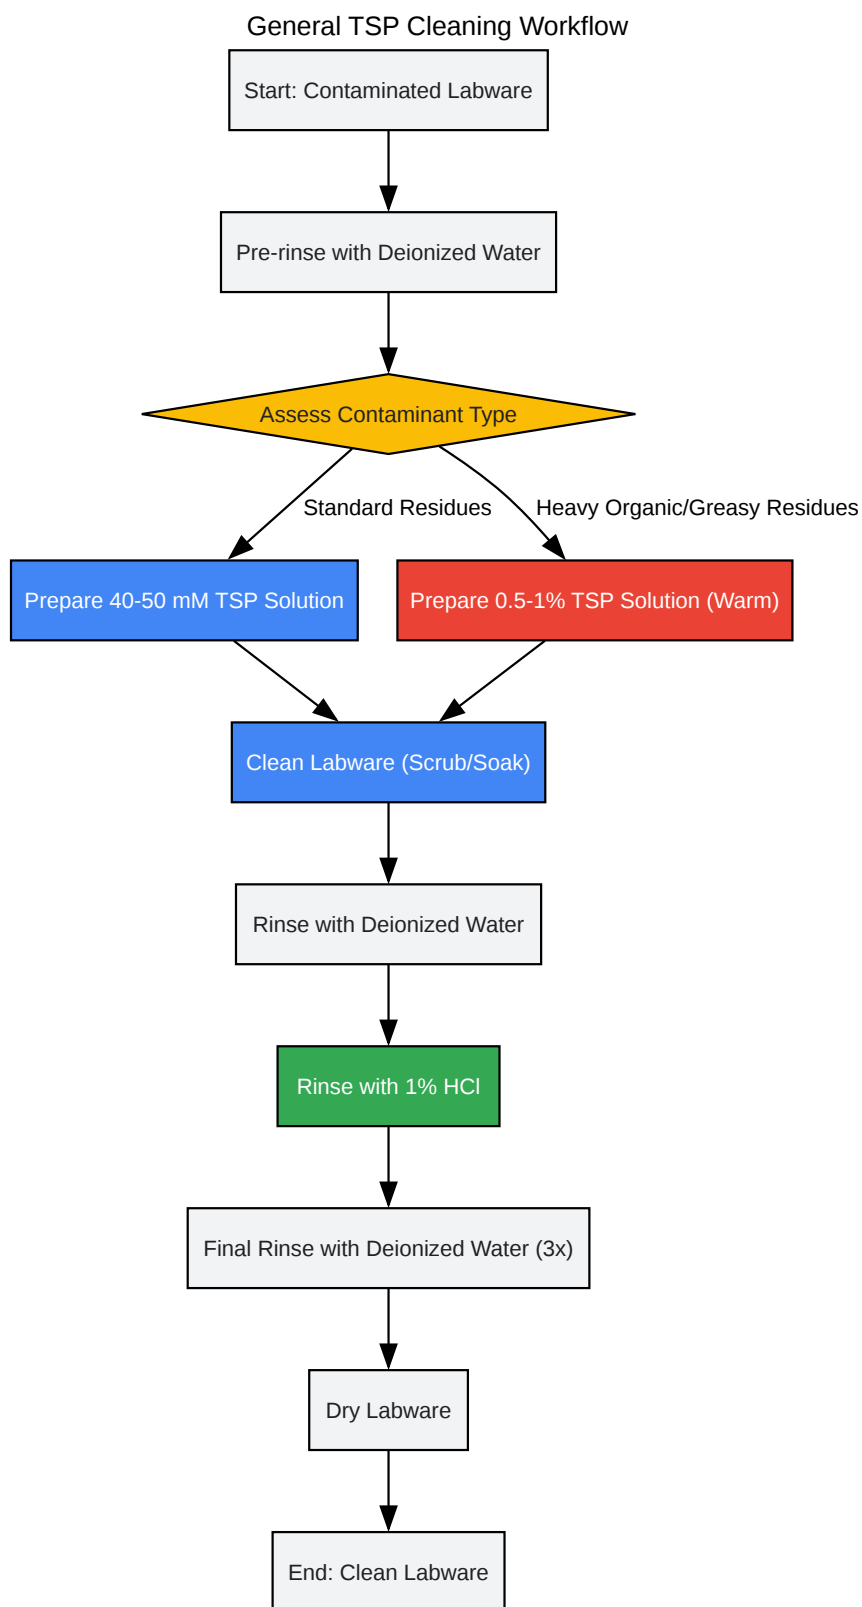 General TSP Cleaning Workflow
Start: Contaminated Labware
Pre-rinse with Deionized Water
Assess Contaminant Type
Standard Residues
Heavy Organic/Greasy Residues
Prepare 40-50 mM TSP Solution
Prepare 0.5-1% TSP Solution (Warm)
Clean Labware (Scrub/Soak)
Rinse with Deionized Water
Rinse with 1% HCl
Final Rinse with Deionized Water (3x)
Dry Labware
End: Clean Labware